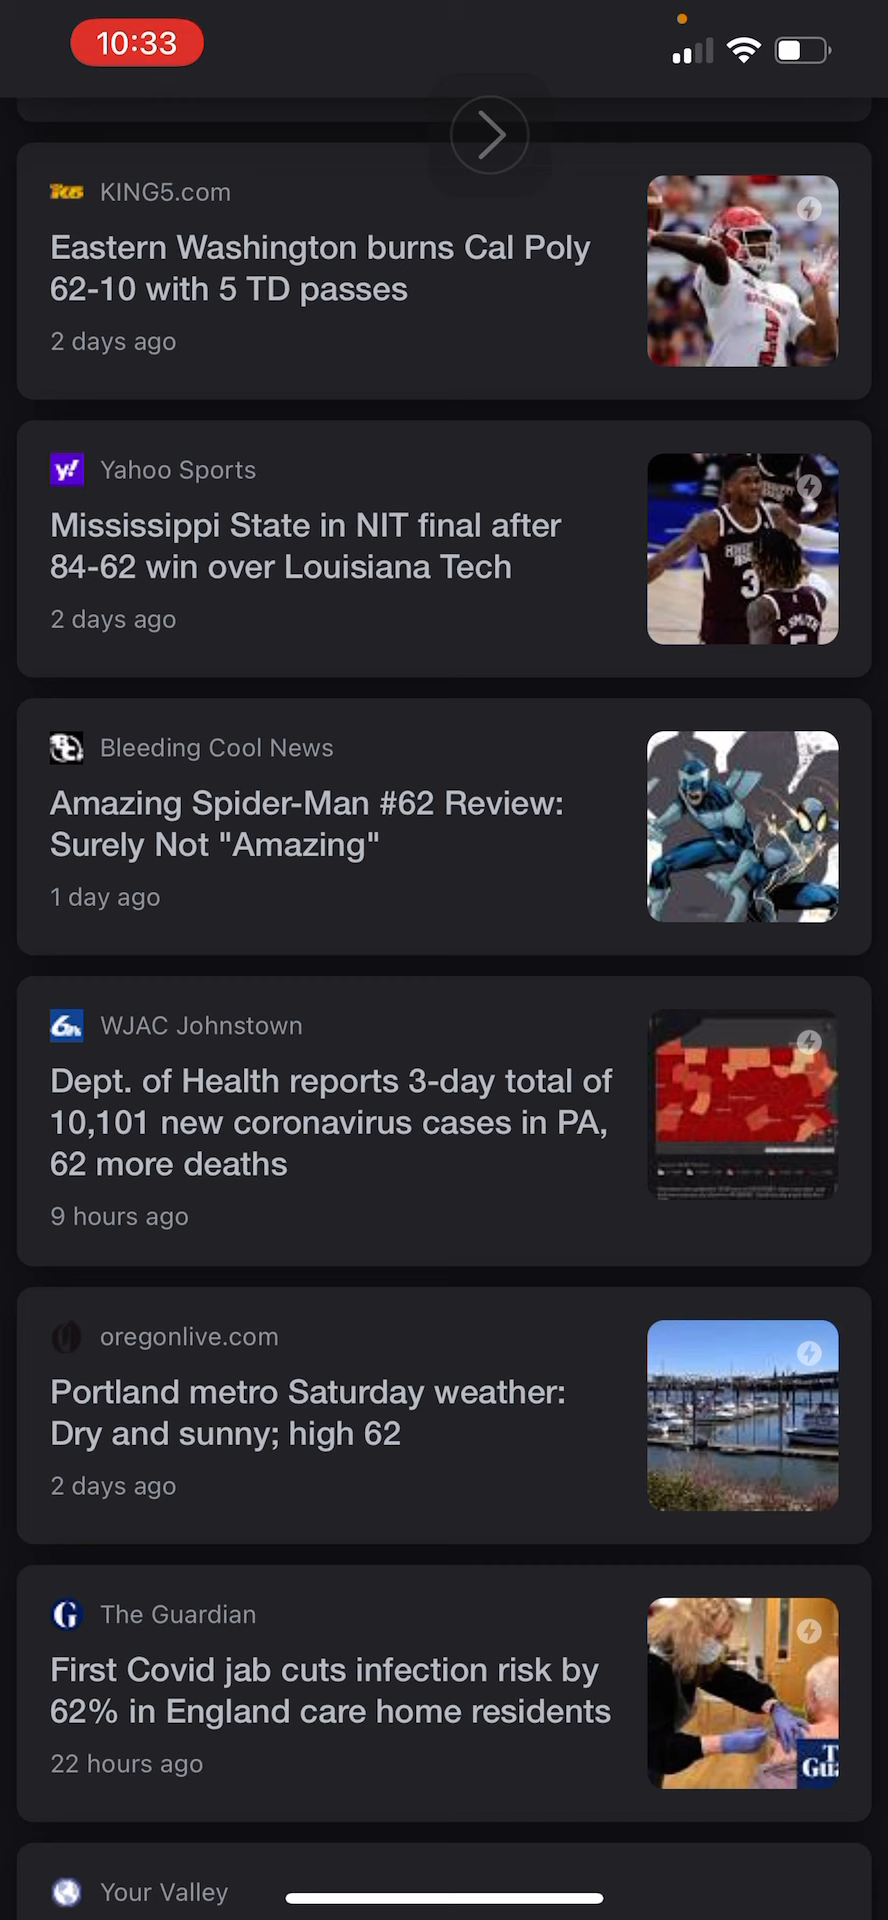 10:33
KING5.com
Eastern Washington burns Cal Poly
62-10 with 5 TD passes
2 days ago
Yahoo Sports
Mississippi State in NIT final after
84-62 win over Louisiana Tech
2 days ago
Bleeding Cool News
Amazing Spider-Man #62 Review:
Surely Not "Amazing"
1 day ago
WJAC Johnstown
Dept. of Health reports 3-day total of
10,101 new coronavirus cases in PA,
62 more deaths
9 hours ago
oregonlive.com
Portland metro Saturday weather:
Dry and sunny; high 62
2 days ago
The Guardian
First Covid jab cuts infection risk by
62% in England care home residents
22 hours ago
Your Valley